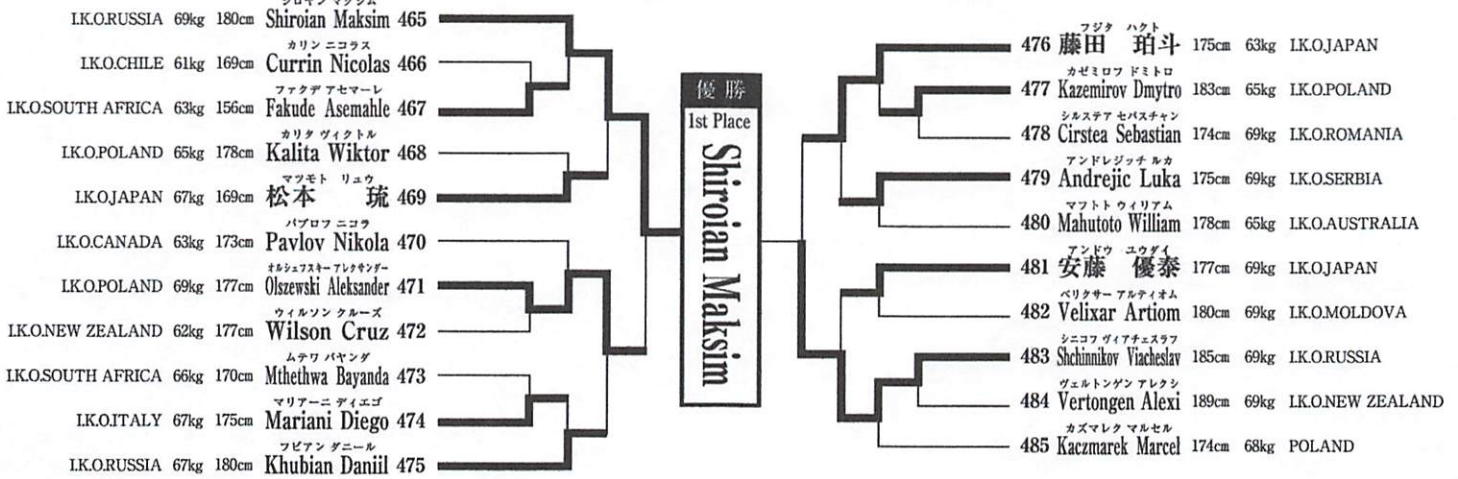 シロヤン マクシム
I.K.O.RUSSIA 69kg 180cm Shiroian Maksim 465
カリン ニコラス
I.K.O.CHILE 61kg 169cm Currin Nicolas 466
ファクデ アセマーレ
I.K.O.SOUTH AFRICA 63kg 156cm Fakude Asemahle 467
カリタ ヴィクトル
I.K.O.POLAND 65kg 178cm Kalita Wiktor 468
マツモト リュウ
I.K.O.JAPAN 67kg 169cm 松本 琉 469
パブロフ ニコラ
I.K.O.CANADA 63kg 173cm Pavlov Nikola 470
オルシェフスキー アレクサンダー
I.K.O.POLAND 69kg 177cm Olszewski Aleksander 471
ウィルソン クルーズ
I.K.O.NEW ZEALAND 62kg 177cm Wilson Cruz 472
ムテワ バヤンダ
I.K.O.SOUTH AFRICA 66kg 170cm Mthethwa Bayanda 473
マリアーニ ディエゴ
I.K.O.ITALY 67kg 175cm Mariani Diego 474
フビアン ダニール
I.K.O.RUSSIA 67kg 180cm Khubian Daniil 475
優勝
1st Place
Shiroian Maksim
フジタ ハクト
476 藤田 珀斗 175cm 63kg I.K.O.JAPAN
カゼミロフ ドミトロ
477 Kazemirov Dmytro 183cm 65kg I.K.O.POLAND
シルステア セバスチャン
478 Cirstea Sebastian 174cm 69kg I.K.O.ROMANIA
アンドレジッチ ルカ
479 Andrejic Luka 175cm 69kg I.K.O.SERBIA
マフトト ウィリアム
480 Mahutoto William 178cm 65kg I.K.O.AUSTRALIA
アンドウ ユウダイ
481 安藤 優泰 177cm 69kg I.K.O.JAPAN
ベリクサー アルティオム
482 Velixar Artiom 180cm 69kg I.K.O.MOLDOVA
シニコフ ヴィアチェスラフ
483 Shchinnikov Viacheslav 185cm 69kg I.K.O.RUSSIA
ヴェルトンゲン アレクシ
484 Vertongen Alexi 189cm 69kg I.K.O.NEW ZEALAND
カズマレク マルセル
485 Kaczmarek Marcel 174cm 68kg POLAND